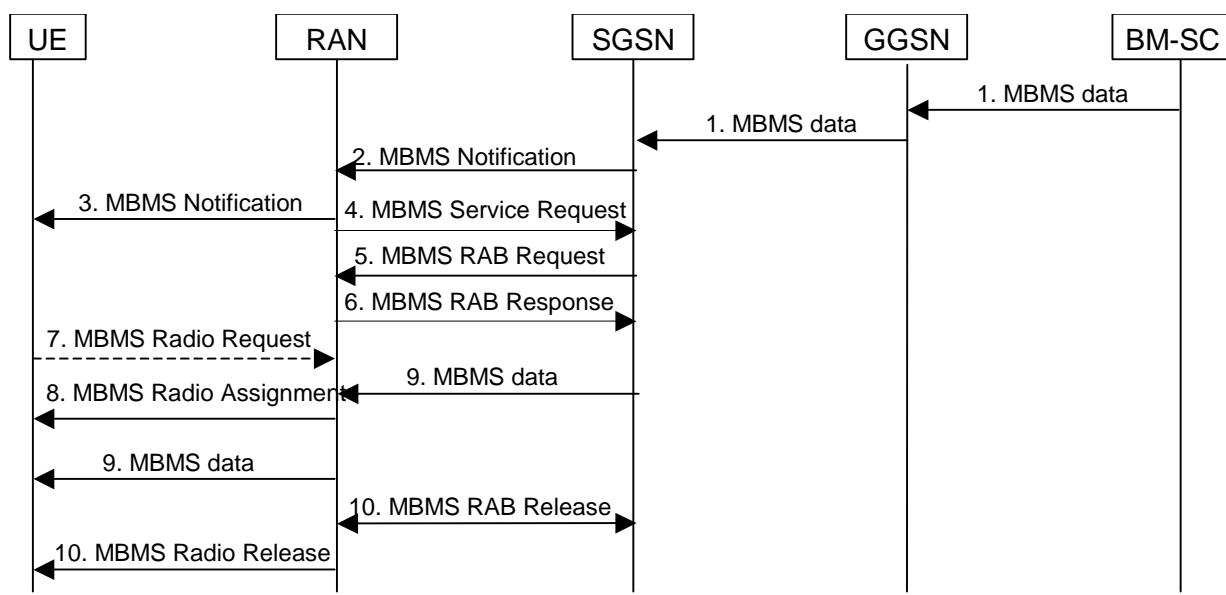 UE
RAN
SGSN
GGSN
BM-SC
1. MBMS data
1. MBMS data
2. MBMS Notification
3. MBMS Notification
4. MBMS Service Request
5. MBMS RAB Request
6. MBMS RAB Response
7. MBMS Radio Request
9. MBMS data
8. MBMS Radio Assignment
9. MBMS data
10. MBMS RAB Release
10. MBMS Radio Release